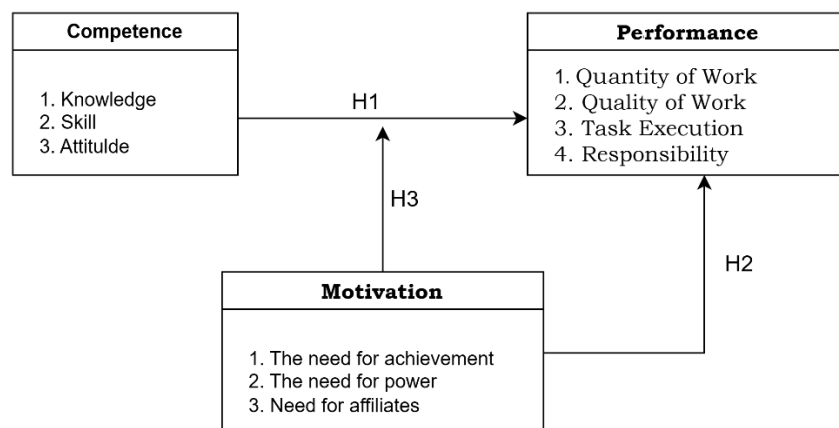 Competence
1. Knowledge
2. Skill
3. Attitulde
H1
Performance
1. Quantity of Work
2. Quality of Work
3. Task Execution
4. Responsibility
H3
H2
Motivation
1. The need for achievement
2. The need for power
3. Need for affiliates